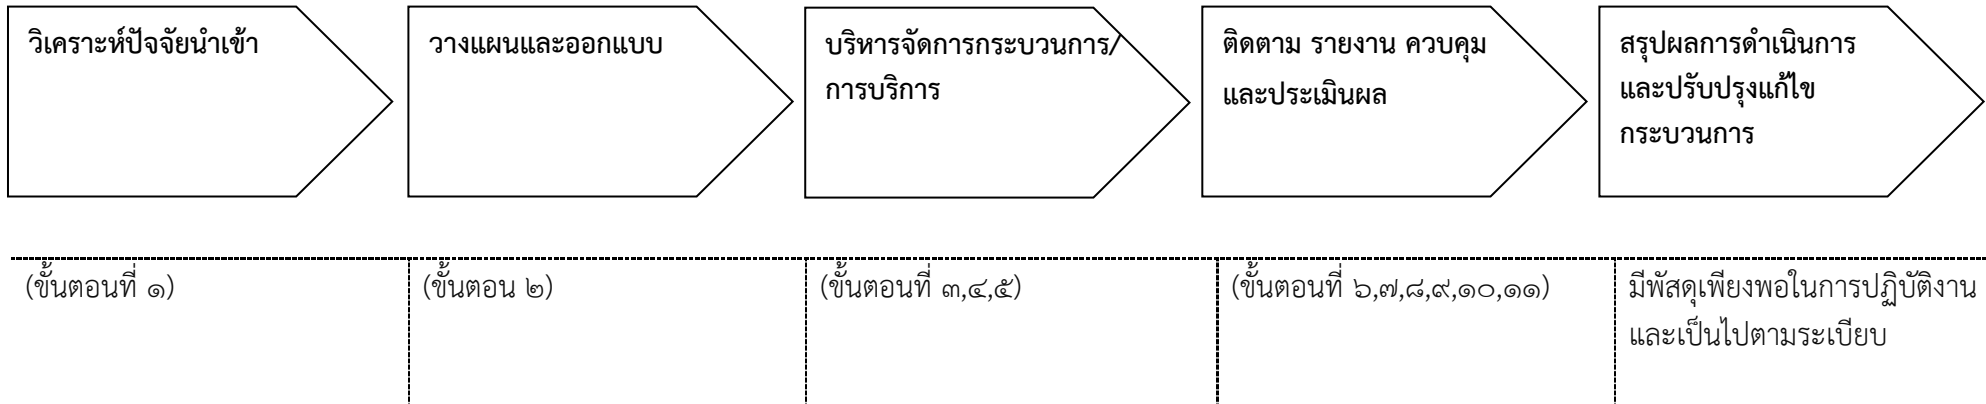 วิเคราะห์ปัจจัยนำเข้า
วางแผนและออกแบบ
บริหารจัดการกระบวนการ/
การบริการ
ติดตาม รายงาน ควบคุม
และประเมินผล
สรุปผลการดำเนินการ
และปรับปรุงแก้ไข
กระบวนการ
(ขั้นตอนที่ ๑)
(ขั้นตอน ๒)
(ขั้นตอนที่ ๓,๔,๕)
(ขั้นตอนที่ ๖,๗,๘,๙,๑๐,๑๑)
มีพัสดุเพียงพอในการปฏิบัติงาน
และเป็นไปตามระเบียบ